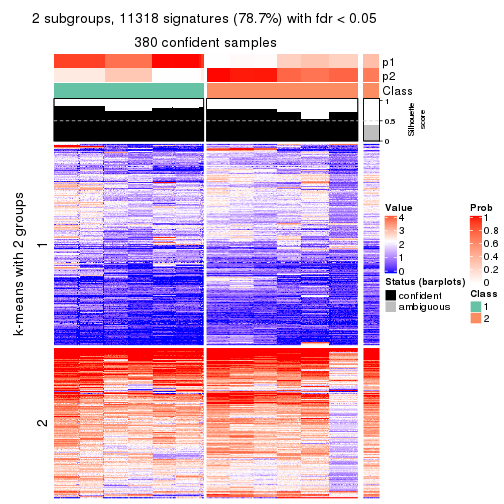 2 subgroups, 11318 signatures (78.7%) with fdr < 0.05
380 confident samples
p1
p2
Class
1
0.5
0
Silhouette
score
k-means with 2 groups
1
2
Value
4
3
2
1
0
Status (barplots)
confident
ambiguous
Prob
1
0.8
0.6
0.4
0.2
0
Class
1
2